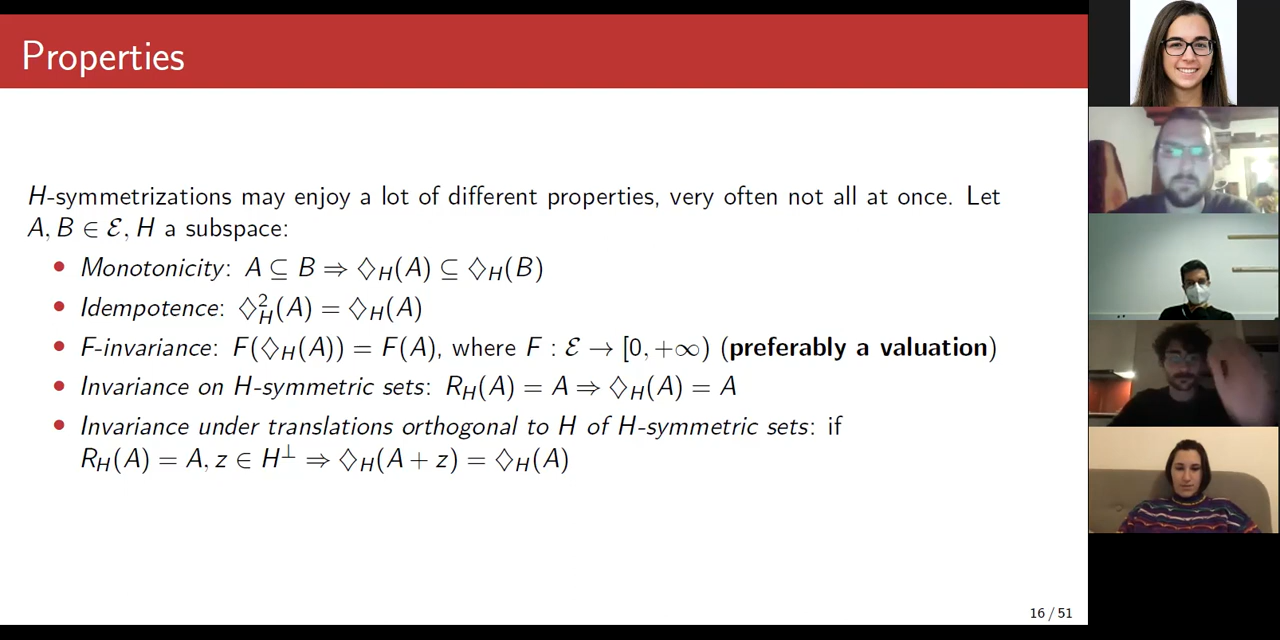 Properties
H-symmetrizations may enjoy a lot of different properties, very often not all at once. Let
A, B ∈ ℰ, H a subspace:
• Monotonicity: A ⊆ B ⇒ ♢_H(A) ⊆ ♢_H(B)
• Idempotence: ♢²_H(A) = ♢_H(A)
• F-invariance: F(♢_H(A)) = F(A), where F : ℰ → [0, +∞) (preferably a valuation)
• Invariance on H-symmetric sets: R_H(A) = A ⇒ ♢_H(A) = A
• Invariance under translations orthogonal to H of H-symmetric sets: if
R_H(A) = A, z ∈ H^⊥ ⇒ ♢_H(A + z) = ♢_H(A)
16 / 51